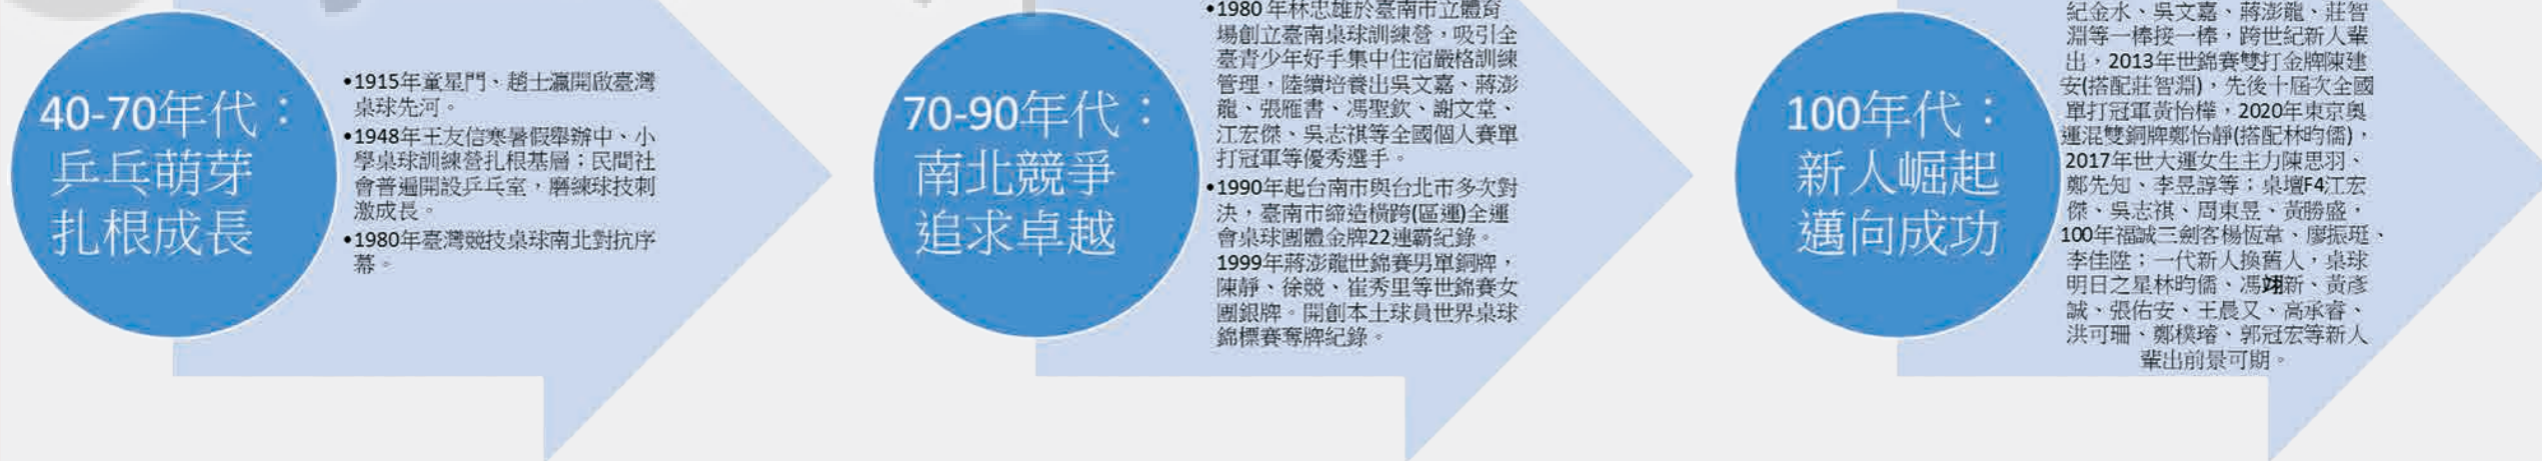 40-70年代：
乒乓萌芽
扎根成長
•1915年童星門、趙士瀛開啟臺灣
桌球先河。
•1948年王友信寒暑假舉辦中、小
學桌球訓練營扎根基層；民間社
會普遍開設乒乓室，磨練球技刺
激成長。
•1980年臺灣競技桌球南北對抗序
幕。
70-90年代：
南北競爭
追求卓越
•1980年林忠雄於臺南市立體育
場創立臺南桌球訓練營，吸引全
臺青少年好手集中住宿嚴格訓練
管理，陸續培養出吳文嘉、蔣澎
龍、張雁書、馮聖欽、謝文堂、
江宏傑、吳志祺等全國個人賽單
打冠軍等優秀選手。
•1990年起台南市與台北市多次對
決，臺南市締造橫跨(區運)全運
會桌球團體金牌22連霸紀錄。
1999年蔣澎龍世錦賽男單銅牌，
陳靜、徐競、崔秀里等世錦賽女
團銀牌。開創本土球員世界桌球
錦標賽奪牌紀錄。
100年代：
新人崛起
邁向成功
紀金水、吳文嘉、蔣澎龍、莊智
淵等一棒接一棒，跨世紀新人輩
出，2013年世錦賽雙打金牌陳建
安(搭配莊智淵)，先後十屆次全國
單打冠軍黃怡樺，2020年東京奧
運混雙銅牌鄭怡靜(搭配林昀儒)，
2017年世大運女生主力陳思羽、
鄭先知、李昱諄等；桌壇F4江宏
傑、吳志祺、周東昱、黃勝盛，
100年福誠三劍客楊恆韋、廖振珽、
李佳陞；一代新人換舊人，桌球
明日之星林昀儒、馮翊新、黃彥
誠、張佑安、王晨又、高承睿、
洪可珊、鄭樸璿、郭冠宏等新人
輩出前景可期。